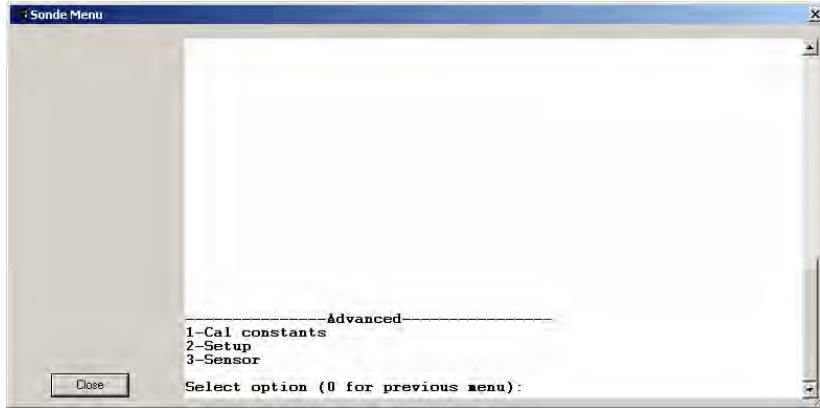 Sonde Menu
---------------Advanced----------------
1-Cal constants
2-Setup
3-Sensor
Select option (0 for previous menu):
Close